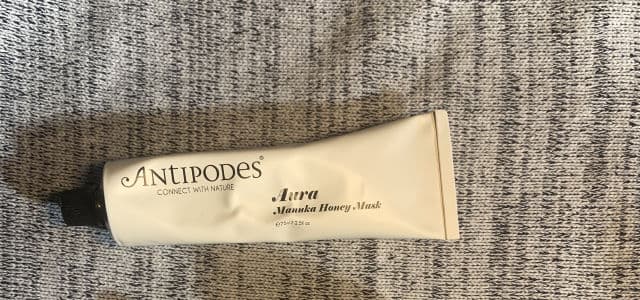 ANTIPODES®
CONNECT WITH NATURE
Aura
Manuka Honey Mask